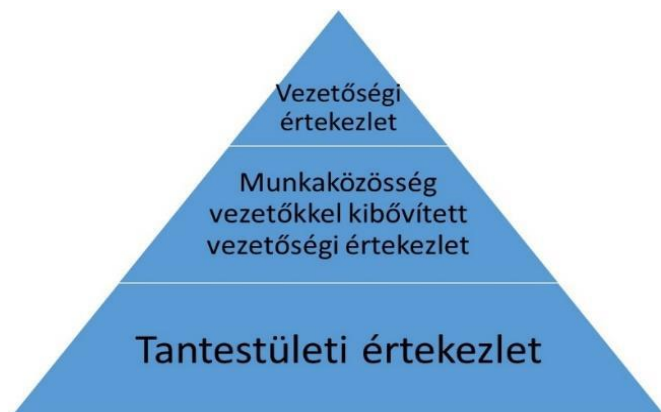 Vezetőségi
értekezlet
Munkaközösség
vezetőkkel kibővített
vezetőségi értekezlet
Tantestületi értekezlet